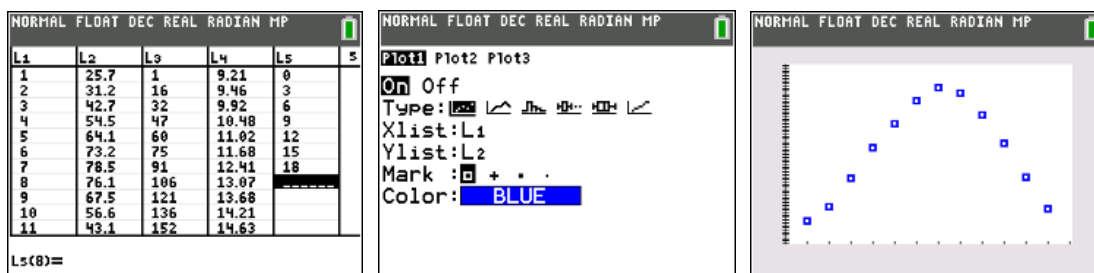 NORMAL FLOAT DEC REAL RADIAN MP
L1 L2 L3 L4 L5 5
1 25.7 1 9.21 0
2 31.2 16 9.46 3
3 42.7 32 9.92 6
4 54.5 47 10.48 9
5 64.1 60 11.02 12
6 73.2 75 11.68 15
7 78.5 91 12.41 18
8 76.1 106 13.07 ------
9 67.5 121 13.68
10 56.6 136 14.21
11 43.1 152 14.63
L5(8)=
NORMAL FLOAT DEC REAL RADIAN MP
Plot1 Plot2 Plot3
On Off
Type:
Xlist:L1
Ylist:L2
Mark : + . .
Color: BLUE
NORMAL FLOAT DEC REAL RADIAN MP